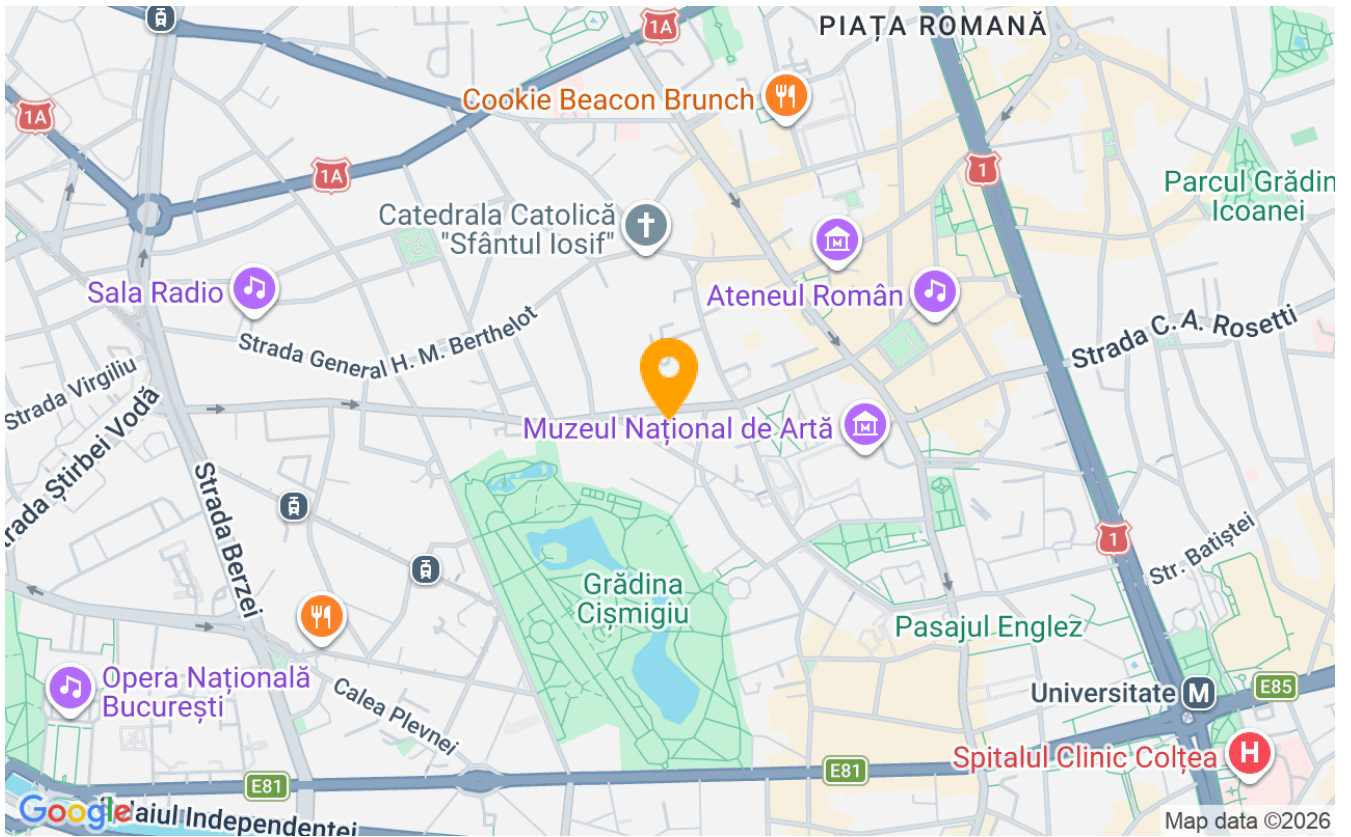 1A
PIAȚA ROMANĂ
Cookie Beacon Brunch
1A
1A
1
Parcul Grădin
Icoanei
Catedrala Catolică
"Sfântul Iosif"
M
Sala Radio
Ateneul Român
Strada General H. M. Berthelot
Strada C. A. Rosetti
Strada Virgiliu
trada Știrbei Vodă
Muzeul Național de Artă
M
Strada Berzei
1
Str. Batiștei
Grădina
Cișmigiu
Pasajul Englez
Opera Națională
București
Calea Plevnei
Universitate M
E85
Spitalul Clinic Colțea
H
E81
E81
Google
laiul Independenței
Map data ©2026